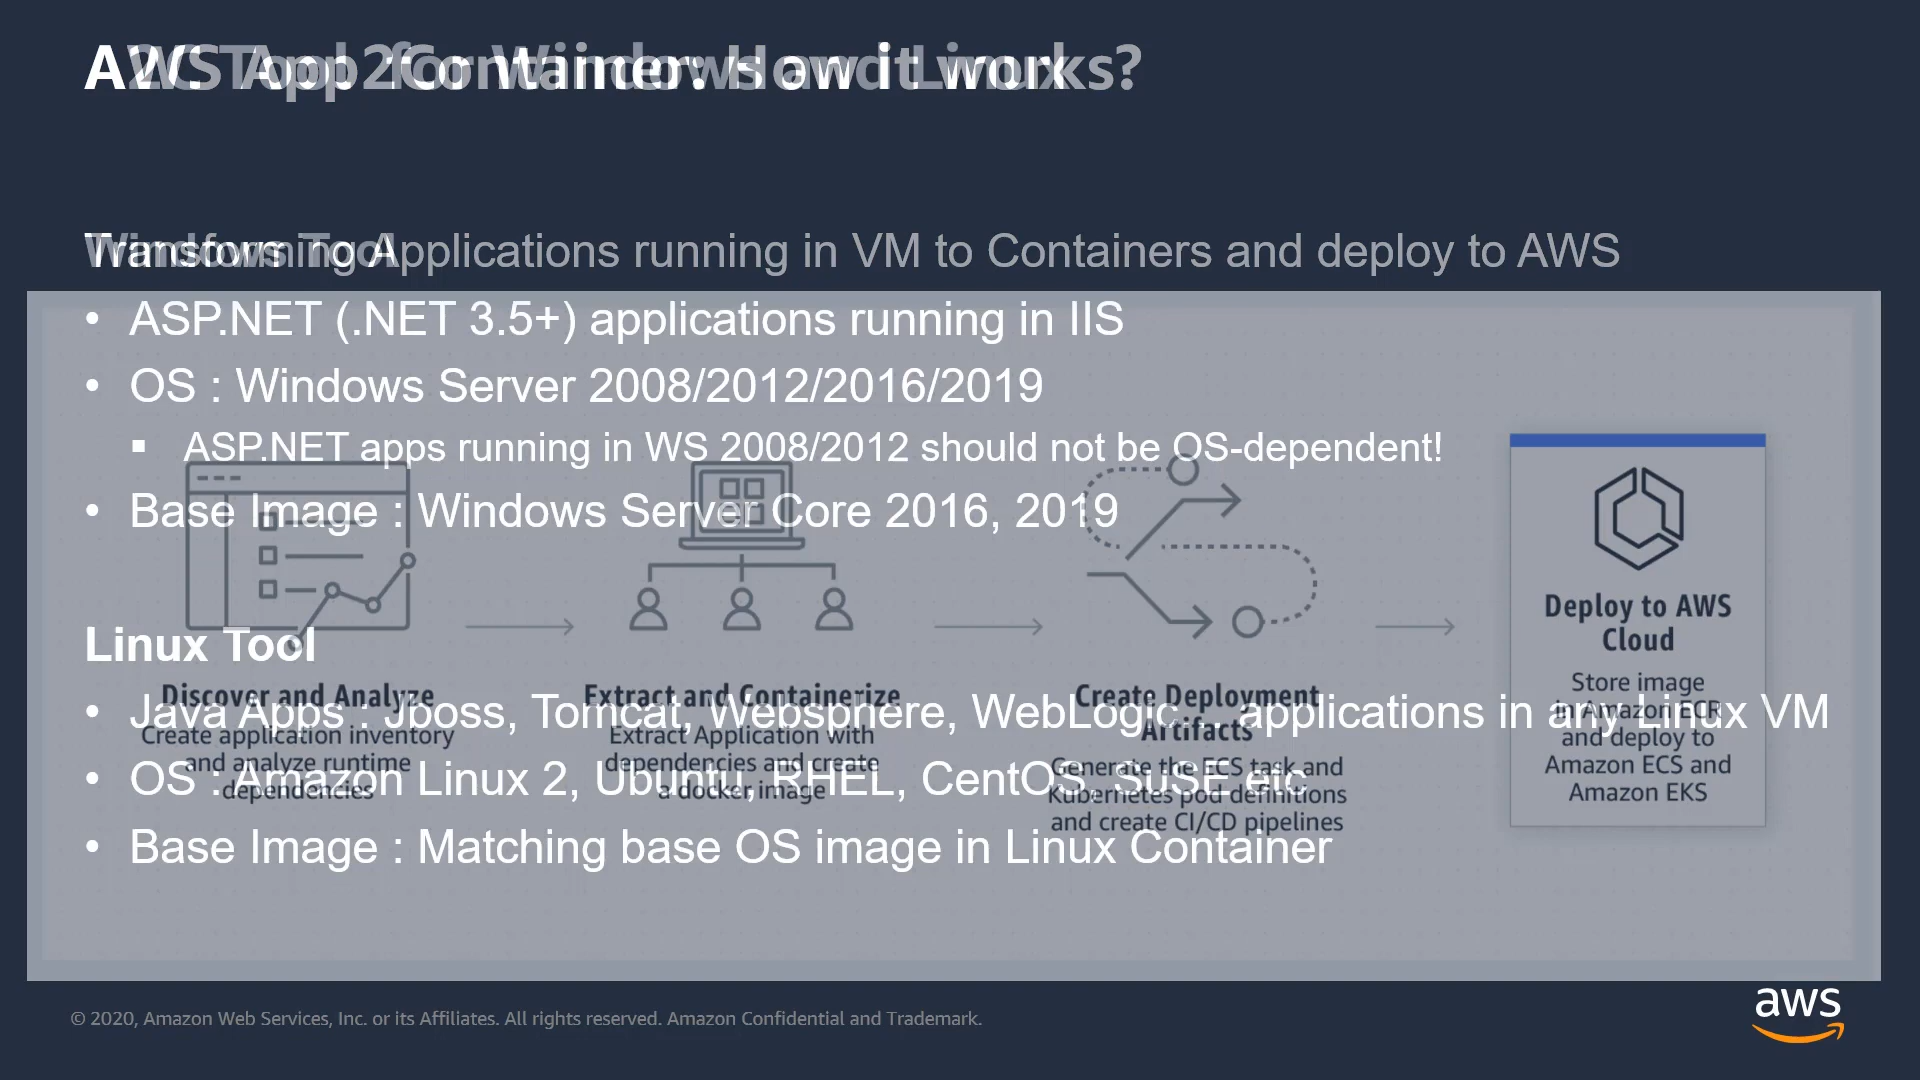 A2C Tool for Windows and Linux
AWS App2Container: How it works?
Windows Tool
Transforming Applications running in VM to Containers and deploy to AWS
• ASP.NET (.NET 3.5+) applications running in IIS
• OS : Windows Server 2008/2012/2016/2019
▪ ASP.NET apps running in WS 2008/2012 should not be OS-dependent!
• Base Image : Windows Server Core 2016, 2019
Linux Tool
• Java Apps : Jboss, Tomcat, Websphere, WebLogic... applications in any Linux VM
• OS : Amazon Linux 2, Ubuntu, RHEL, CentOS, SuSE etc
• Base Image : Matching base OS image in Linux Container
Discover and Analyze
Create application inventory
and analyze runtime
dependencies
Extract and Containerize
Extract Application with
dependencies and create
a docker image
Create Deployment
Artifacts
Generate the ECS task and
Kubernetes pod definitions
and create CI/CD pipelines
Deploy to AWS
Cloud
Store image
in Amazon ECR
and deploy to
Amazon ECS and
Amazon EKS
© 2020, Amazon Web Services, Inc. or its Affiliates. All rights reserved. Amazon Confidential and Trademark.
aws